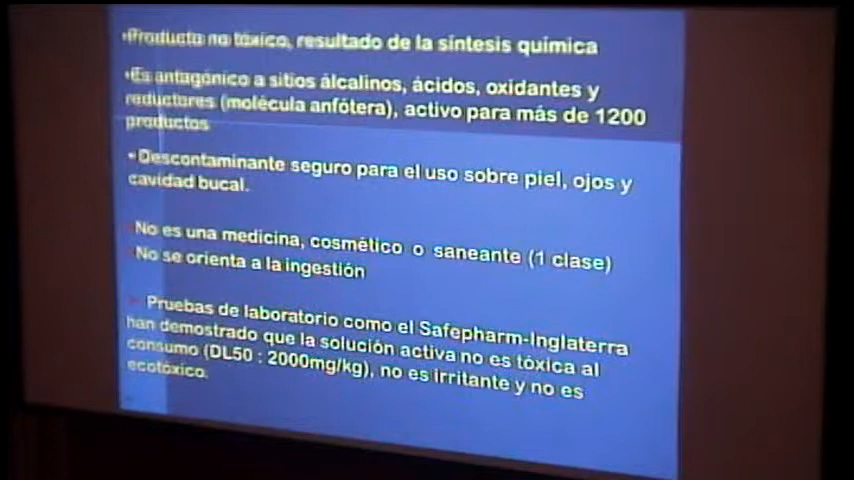 •Producto no tóxico, resultado de la síntesis química
•Es antagónico a sitios álcalinos, ácidos, oxidantes y
reductores (molécula anfótera), activo para más de 1200
productos
•Descontaminante seguro para el uso sobre piel, ojos y
cavidad bucal.
No es una medicina, cosmético o saneante (1 clase)
No se orienta a la ingestión
Pruebas de laboratorio como el Safepharm-Inglaterra
han demostrado que la solución activa no es tóxica al
consumo (DL50 : 2000mg/kg), no es irritante y no es
ecotóxico.